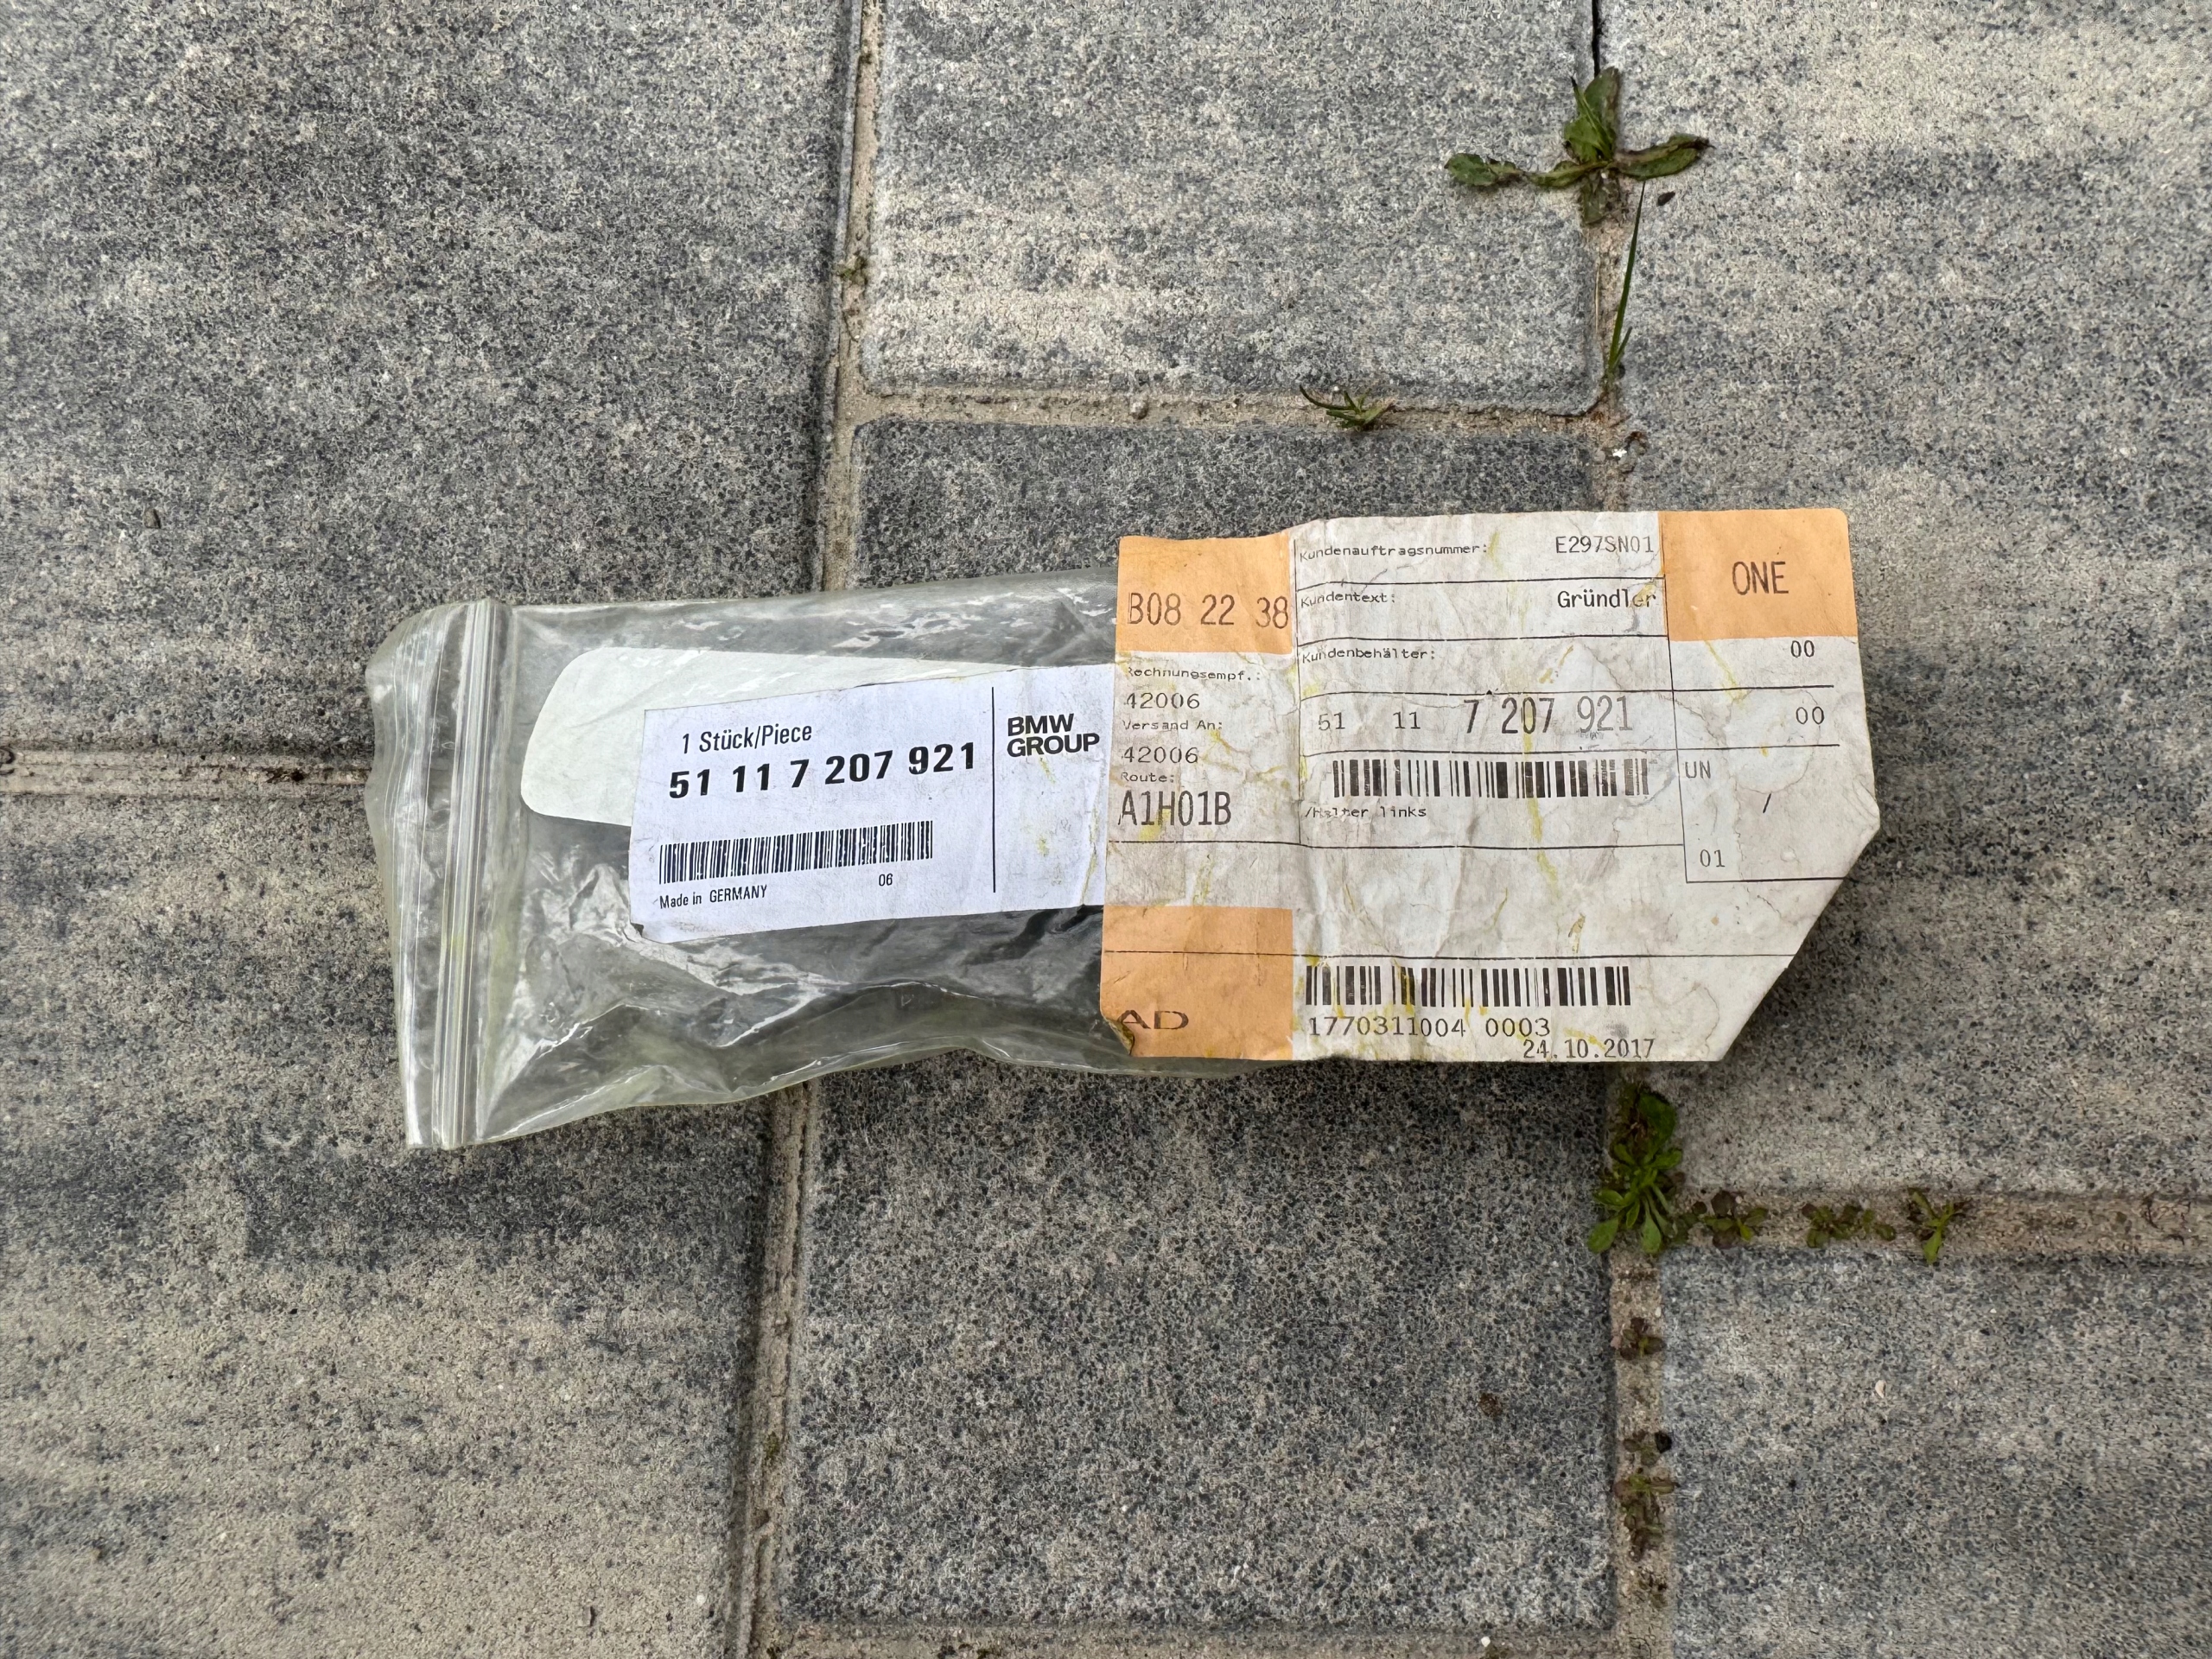 1 Stück/Piece
51 11 7 207 921
Made in GERMANY
06
BMW
GROUP
B08 22 38
Kundenauftragsnummer: E297SN01
ONE
Kundentext: Gründler
Kundenbehälter:
00
Rechnungsempf.:
42006
Versand An:
42006
Route:
A1H01B
51 11 7 207 921
00
/Halter links
UN
/
01
AD
1770311004 0003
24.10.2017